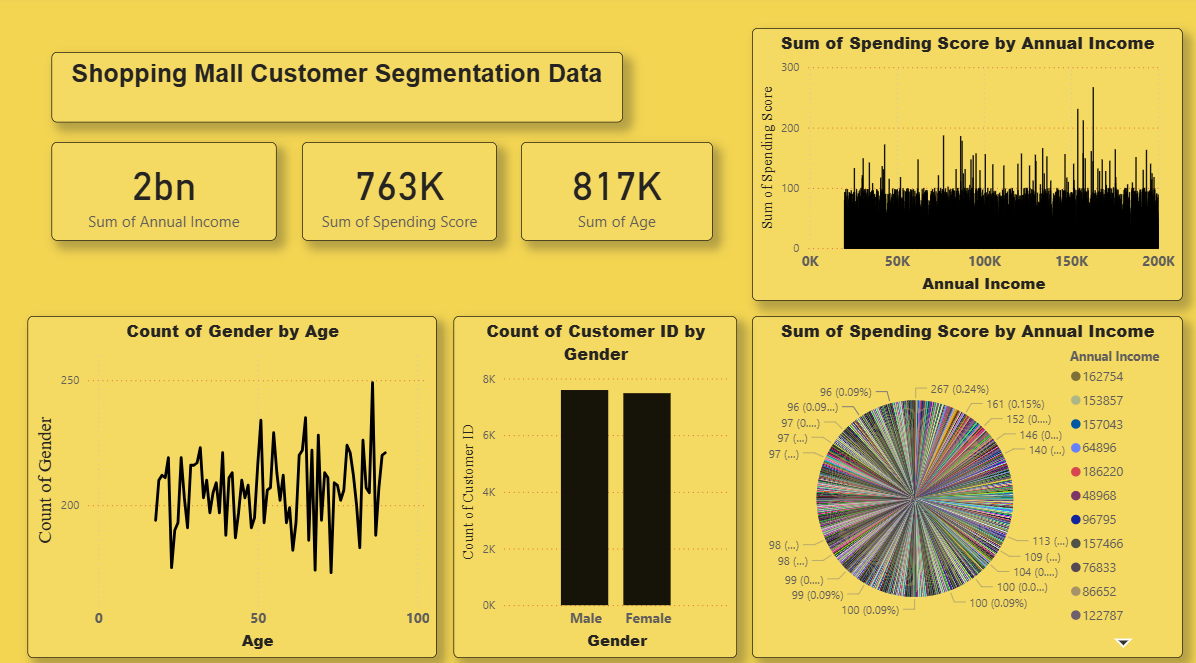 Shopping Mall Customer Segmentation Data
2bn
Sum of Annual Income
763K
Sum of Spending Score
817K
Sum of Age
Sum of Spending Score by Annual Income
Sum of Spending Score
300
200
100
0
0K 50K 100K 150K 200K
Annual Income
Count of Gender by Age
Count of Gender
250
200
0 50 100
Age
Count of Customer ID by
Gender
Count of Customer ID
8K
6K
4K
2K
0K
Male Female
Gender
Sum of Spending Score by Annual Income
267 (0.24%)
161 (0.15%)
152 (0....)
146 (0...)
140 (...)
113 (...)
109 (...)
104 (0....)
100 (0.0...)
100 (0.09%)
100 (0.09%)
99 (0.09%)
99 (0....)
98 (...)
98 (...)
97 (...)
97 (...)
97 (0....)
96 (0.09...)
96 (0.09%)
Annual Income
162754
153857
157043
64896
186220
48968
96795
157466
76833
86652
122787